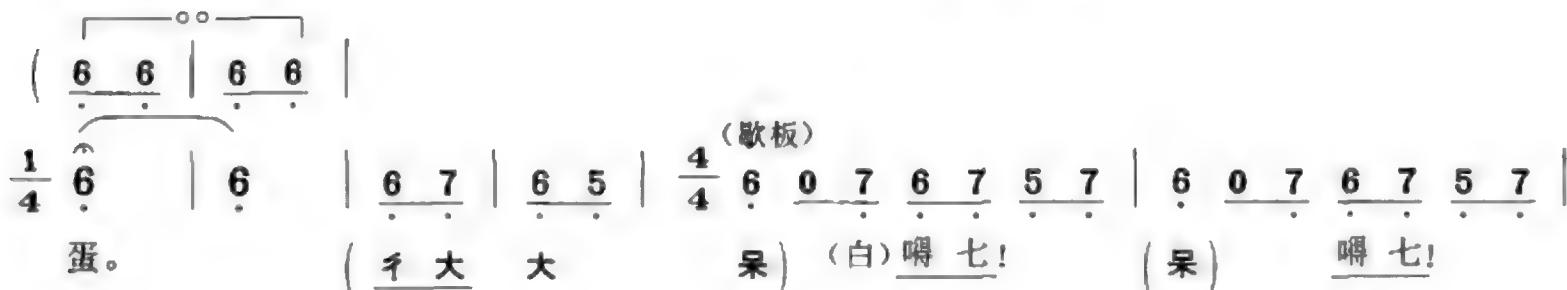 ( 6 6 | 6 6 |
(歇板)
1/4 6 | 6 | 6 7 | 6 5 | 4/4 6 0 7 6 7 5 7 | 6 0 7 6 7 5 7 |
蛋。 ( 彳 大 大 呆) (白) 嘚 七! (呆) 嘚 七!